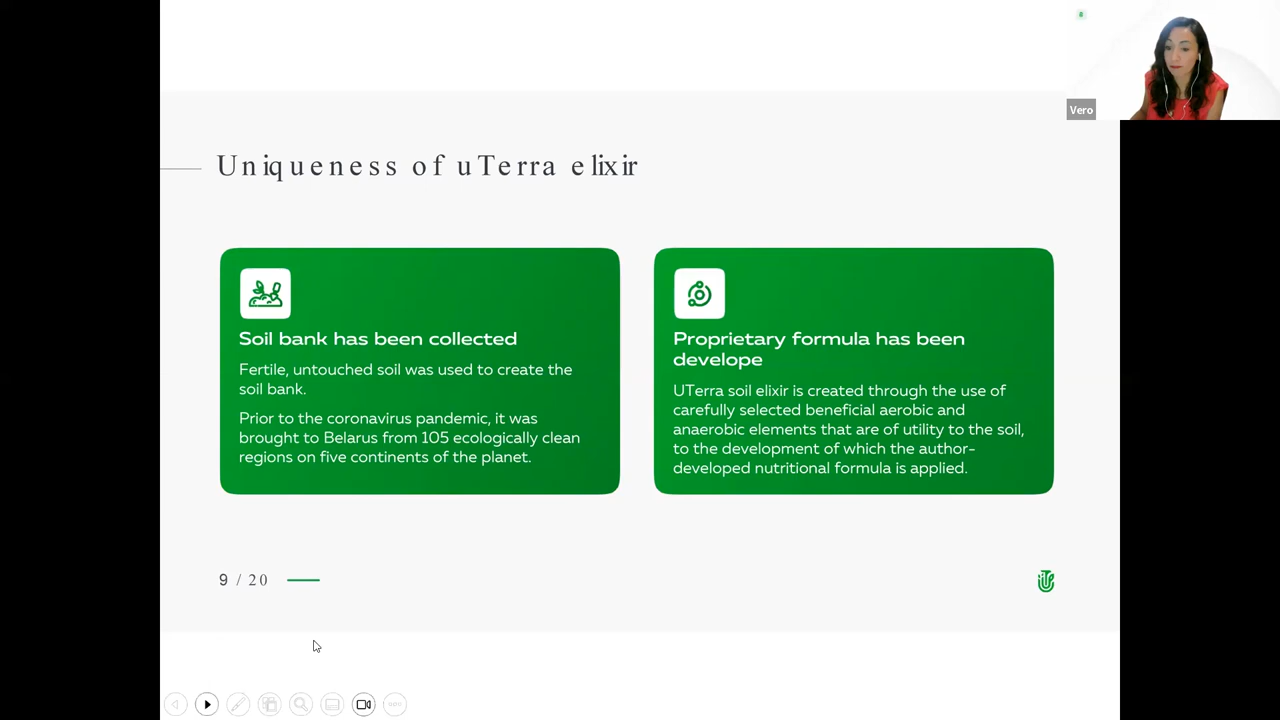 Vero
Uniqueness of uTerra elixir
Soil bank has been collected
Fertile, untouched soil was used to create the
soil bank.
Prior to the coronavirus pandemic, it was
brought to Belarus from 105 ecologically clean
regions on five continents of the planet.
Proprietary formula has been
develope
UTerra soil elixir is created through the use of
carefully selected beneficial aerobic and
anaerobic elements that are of utility to the soil,
to the development of which the author-
developed nutritional formula is applied.
9 / 20